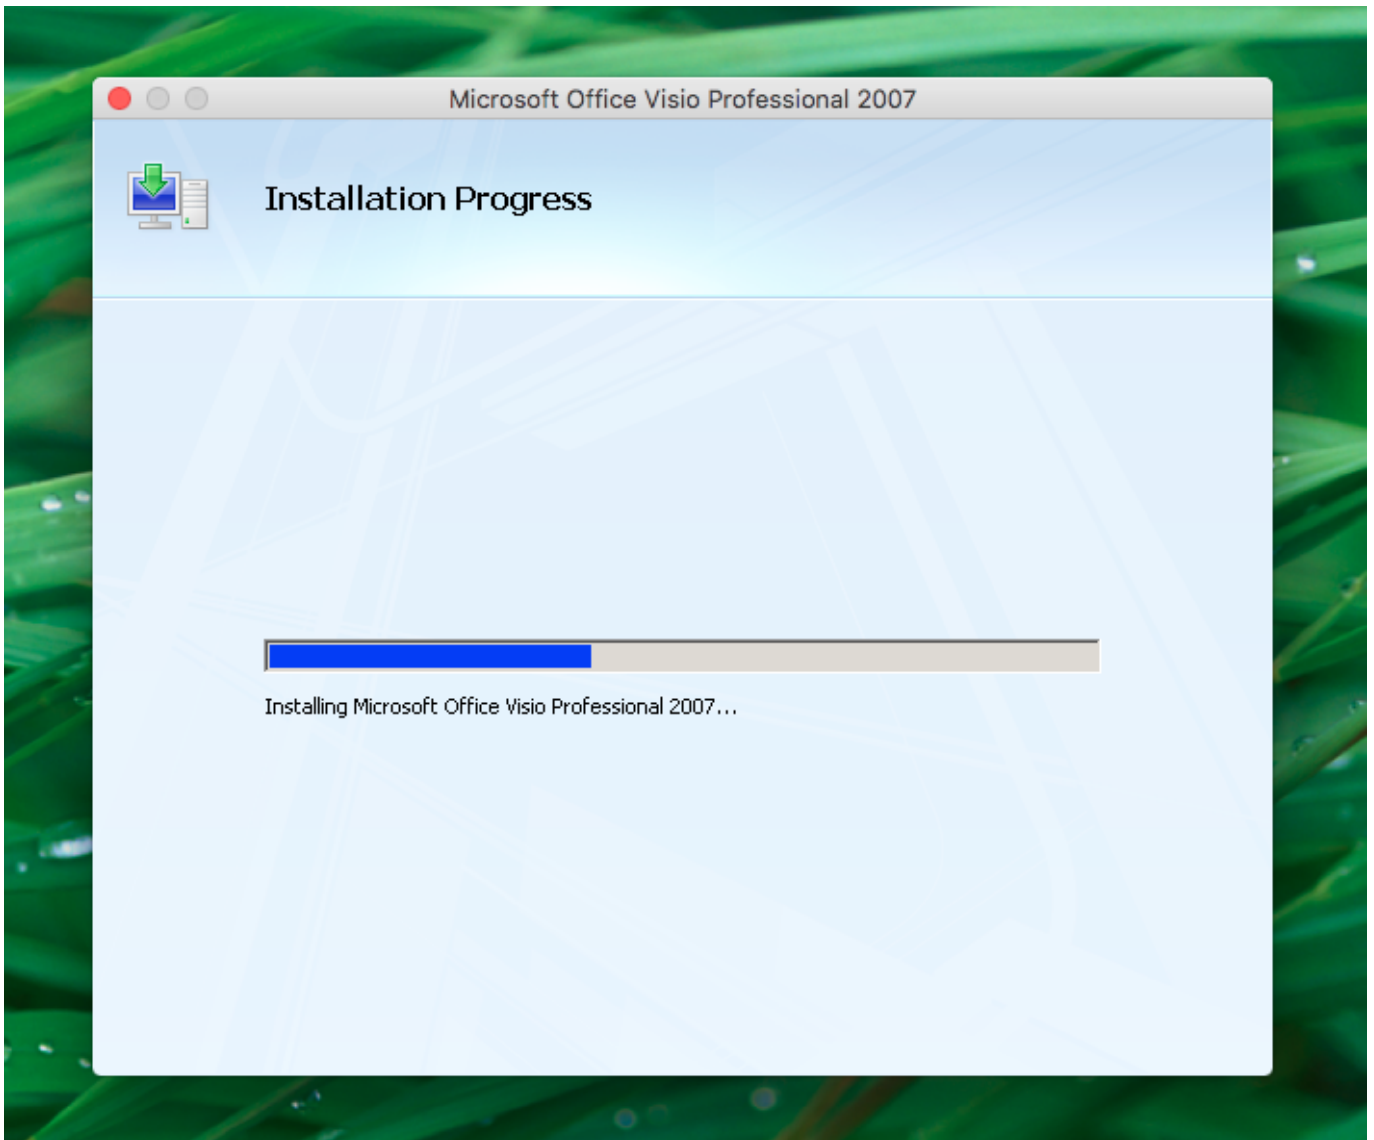 Microsoft Office Visio Professional 2007
Installation Progress
Installing Microsoft Office Visio Professional 2007...